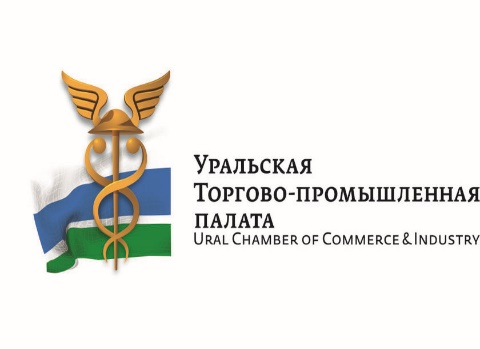 Уральская
Торгово-промышленная
палата
Ural Chamber of Commerce & Industry